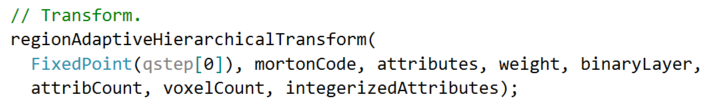 // Transform.
regionAdaptiveHierarchicalTransform(
FixedPoint(qstep[0]), mortonCode, attributes, weight, binaryLayer,
attribCount, voxelCount, integerizedAttributes);